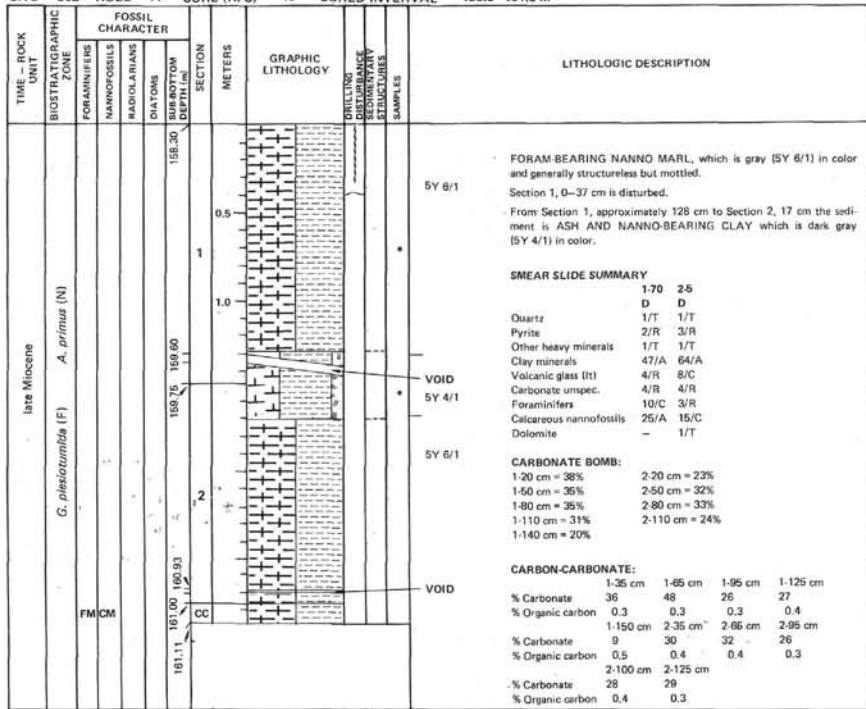 TIME – ROCK UNIT
BIOSTRATIGRAPHIC ZONE
FOSSIL CHARACTER
FORAMINIFERS
NANNOFOSSILS
RADIOLARIANS
DIATOMS
SUB-BOTTOM DEPTH (m)
SECTION
METERS
GRAPHIC LITHOLOGY
DRILLING DISTURBANCE
SEDIMENTARY STRUCTURES
SAMPLES
LITHOLOGIC DESCRIPTION
late Miocene
G. plesiotumida (F)
A. primus (N)
FM
CM
158.30
159.60
159.75
160.93
161.00
161.11
1
2
CC
0.5
1.0
5Y 6/1
VOID
5Y 4/1
5Y 6/1
VOID
FORAM-BEARING NANNO MARL, which is gray (5Y 6/1) in color
and generally structureless but mottled.
Section 1, 0–37 cm is disturbed.
From Section 1, approximately 128 cm to Section 2, 17 cm the sedi-
ment is ASH AND NANNO-BEARING CLAY which is dark gray
(5Y 4/1) in color.
SMEAR SLIDE SUMMARY
1-70 2-5
D D
Quartz 1/T 1/T
Pyrite 2/R 3/R
Other heavy minerals 1/T 1/T
Clay minerals 47/A 64/A
Volcanic glass (lt) 4/R 8/C
Carbonate unspec. 4/R 4/R
Foraminifers 10/C 3/R
Calcareous nannofossils 25/A 15/C
Dolomite – 1/T
CARBONATE BOMB:
1-20 cm = 38% 2-20 cm = 23%
1-50 cm = 35% 2-50 cm = 32%
1-80 cm = 35% 2-80 cm = 33%
1-110 cm = 31% 2-110 cm = 24%
1-140 cm = 20%
CARBON-CARBONATE:
1-35 cm 1-65 cm 1-95 cm 1-125 cm
% Carbonate 36 48 26 27
% Organic carbon 0.3 0.3 0.3 0.4
1-150 cm 2-35 cm 2-65 cm 2-95 cm
% Carbonate 9 30 32 26
% Organic carbon 0.5 0.4 0.4 0.3
2-100 cm 2-125 cm
% Carbonate 28 29
% Organic carbon 0.4 0.3